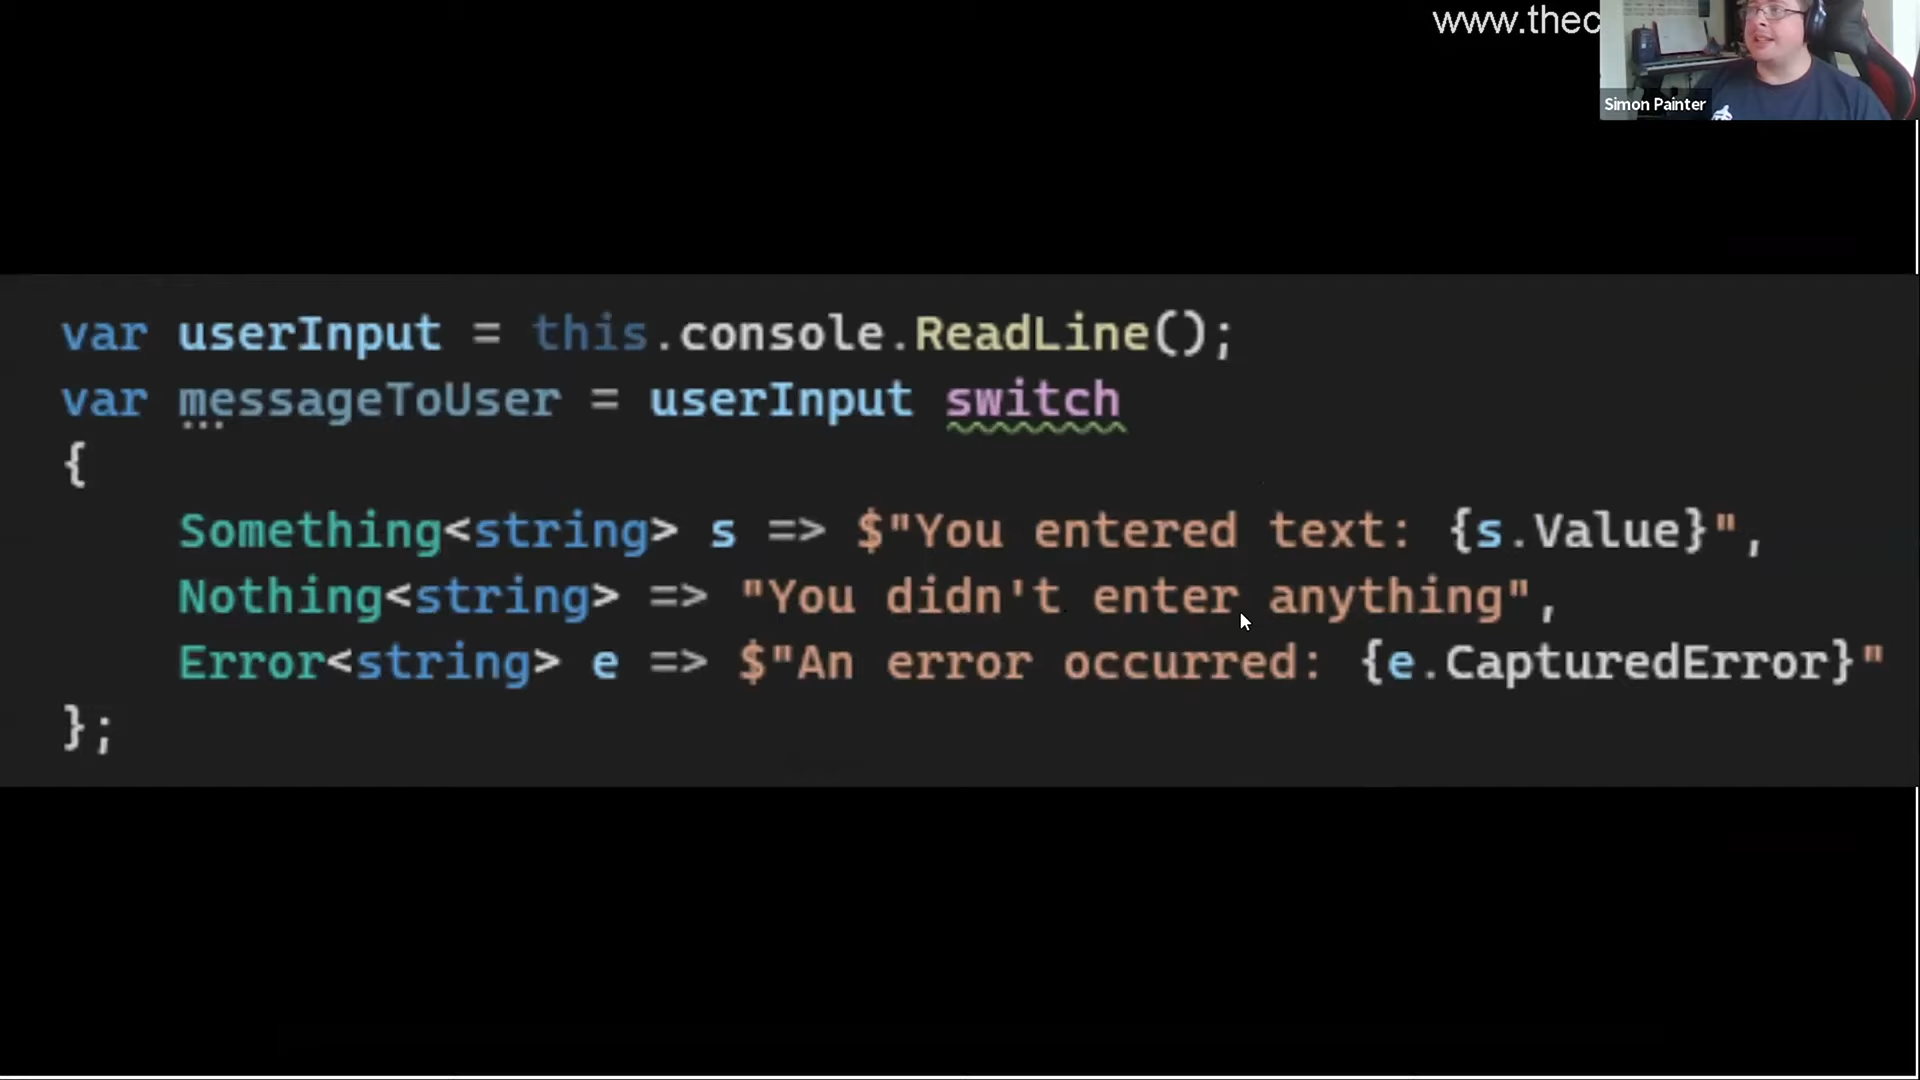 www.thec
Simon Painter
var userInput = this.console.ReadLine();
var messageToUser = userInput switch
{
Something<string> s => $"You entered text: {s.Value}",
Nothing<string> => "You didn't enter anything",
Error<string> e => $"An error occurred: {e.CapturedError}"
};